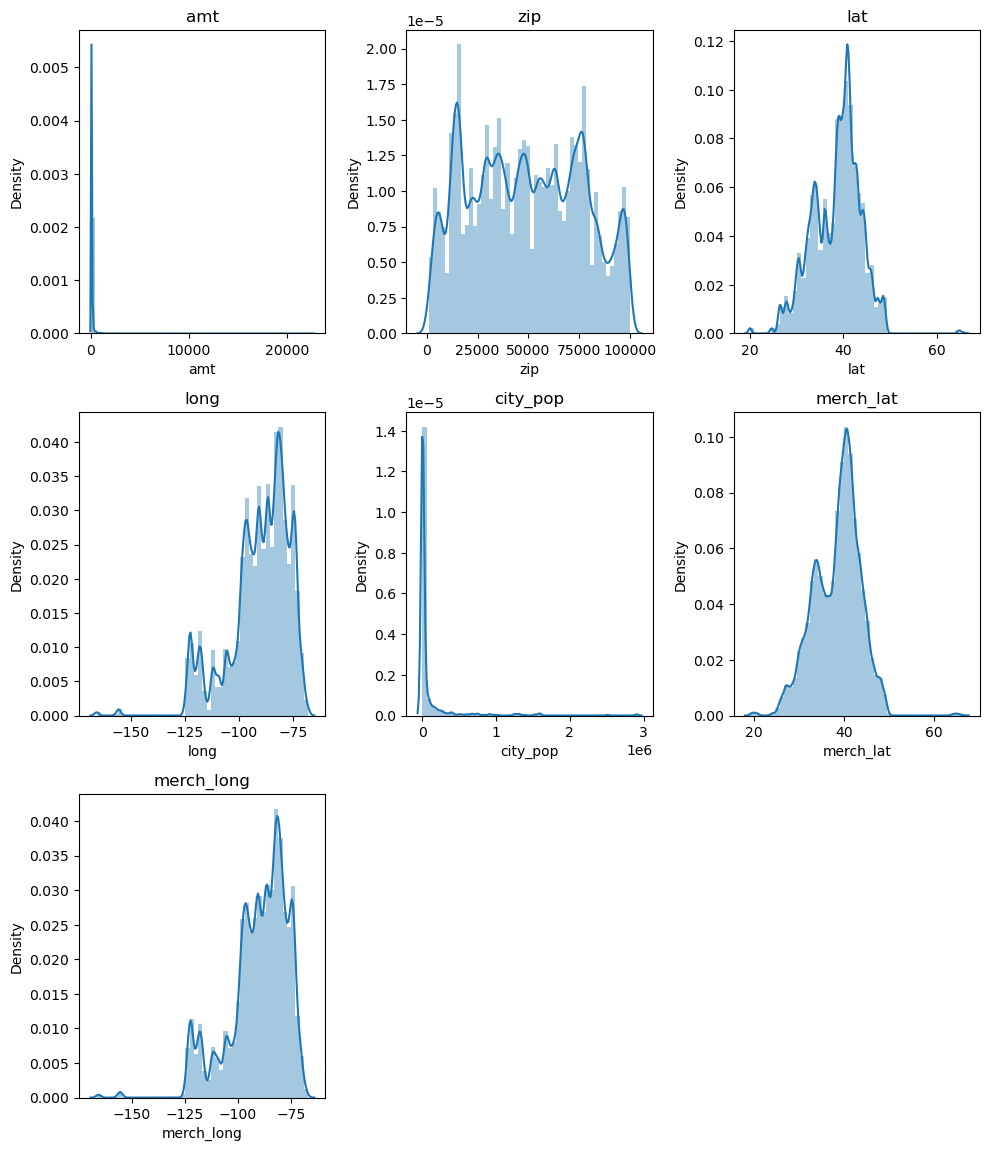 amt
Density
0.005
0.004
0.003
0.002
0.001
0.000
0 10000 20000
amt
zip
1e−5
Density
2.00
1.75
1.50
1.25
1.00
0.75
0.50
0.25
0.00
0 25000 50000 75000 100000
zip
lat
Density
0.12
0.10
0.08
0.06
0.04
0.02
0.00
20 40 60
lat
long
Density
0.040
0.035
0.030
0.025
0.020
0.015
0.010
0.005
0.000
−150 −125 −100 −75
long
city_pop
1e−5
Density
1.4
1.2
1.0
0.8
0.6
0.4
0.2
0.0
0 1 2 3
1e6
city_pop
merch_lat
Density
0.10
0.08
0.06
0.04
0.02
0.00
20 40 60
merch_lat
merch_long
Density
0.040
0.035
0.030
0.025
0.020
0.015
0.010
0.005
0.000
−150 −125 −100 −75
merch_long